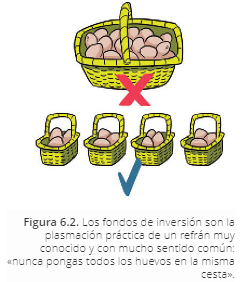 Figura 6.2. Los fondos de inversión son la
plasmación práctica de un refrán muy
conocido y con mucho sentido común:
«nunca pongas todos los huevos en la misma
cesta».